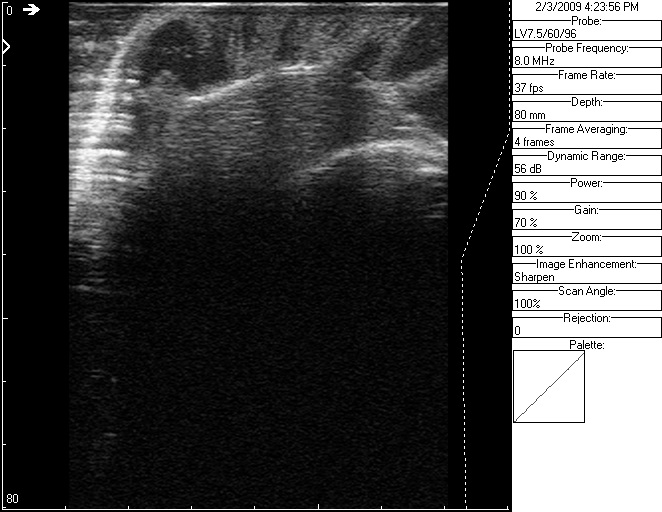 0
80
2/3/2009 4:23:56 PM
Probe:
LV7.5/60/96
Probe Frequency:
8.0 MHz
Frame Rate:
37 fps
Depth:
80 mm
Frame Averaging:
4 frames
Dynamic Range:
56 dB
Power:
90 %
Gain:
70 %
Zoom:
100 %
Image Enhancement:
Sharpen
Scan Angle:
100%
Rejection:
0
Palette: